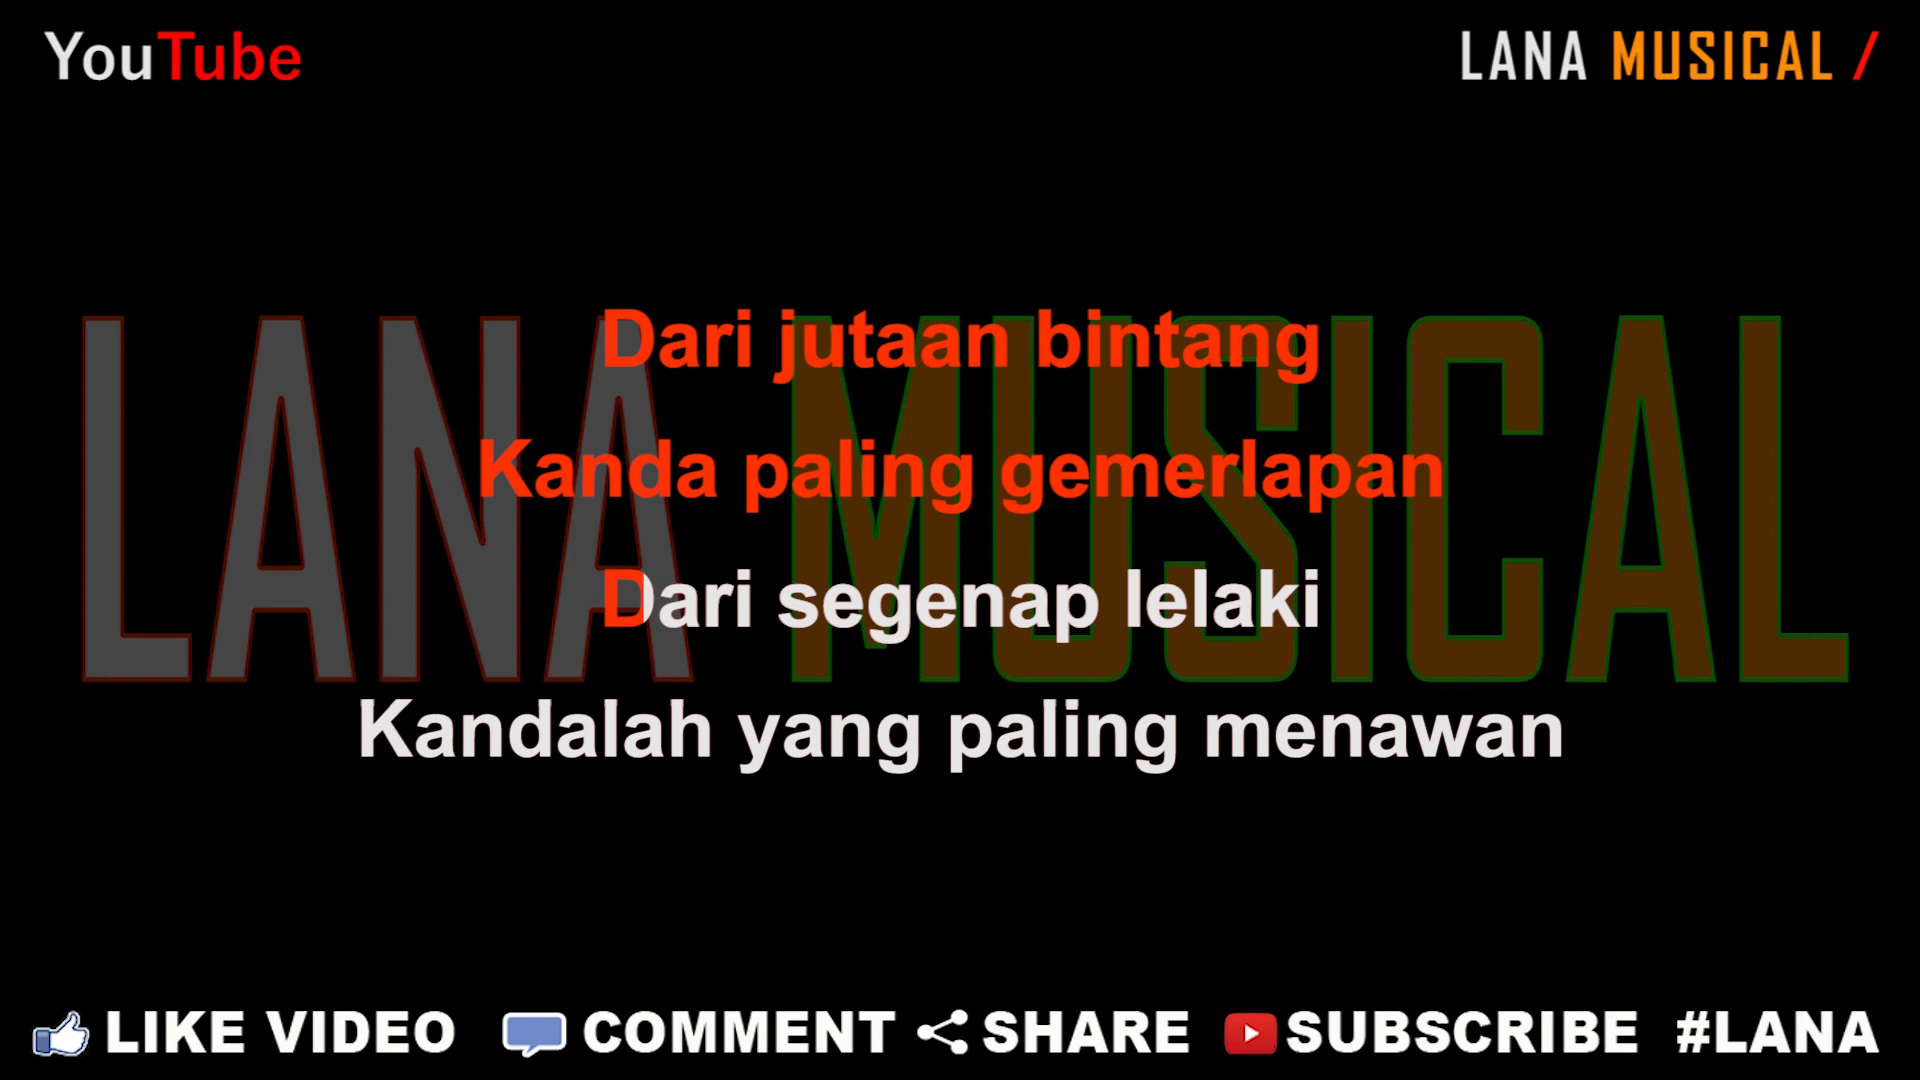 YouTube
LANA MUSICAL /
LANA MUSICAL
Dari jutaan bintang
Kanda paling gemerlapan
Dari segenap lelaki
Kandalah yang paling menawan
LIKE VIDEO COMMENT SHARE SUBSCRIBE #LANA